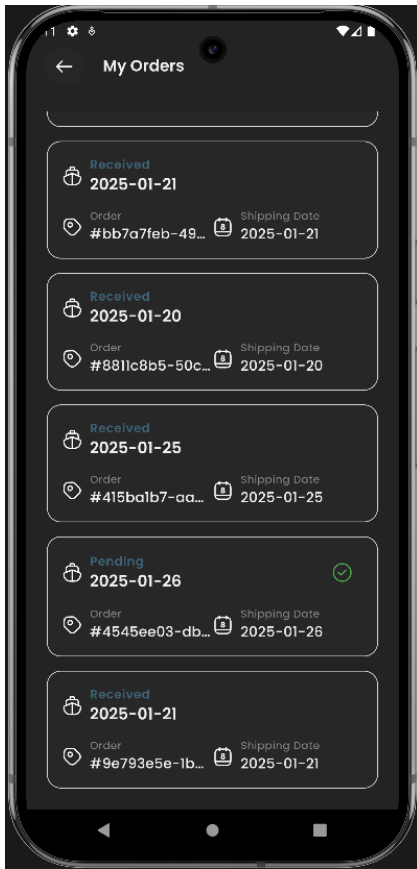 My Orders
Received
2025-01-21
Order
#bb7a7feb-49...
Shipping Date
2025-01-21
Received
2025-01-20
Order
#8811c8b5-50c...
Shipping Date
2025-01-20
Received
2025-01-25
Order
#415ba1b7-aa...
Shipping Date
2025-01-25
Pending
2025-01-26
Order
#4545ee03-db...
Shipping Date
2025-01-26
Received
2025-01-21
Order
#9e793e5e-1b...
Shipping Date
2025-01-21